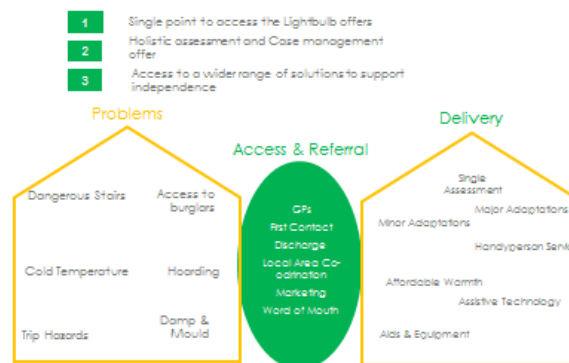 1 Single point to access the Lightbulb offers
2 Holistic assessment and Case management
offer
3 Access to a wider range of solutions to support
independence
Problems
Dangerous Stairs
Access to
burglars
Cold Temperature
Hoarding
Trip Hazards
Damp &
Mould
Access & Referral
GPs
First Contact
Discharge
Local Area Co-
odrination
Marketing
Word of Mouth
Delivery
Single
Assessment
Major Adaptations
Minor Adaptations
Handyperson
Affordable Warmth
Assistive Technology
Aids & Equipment